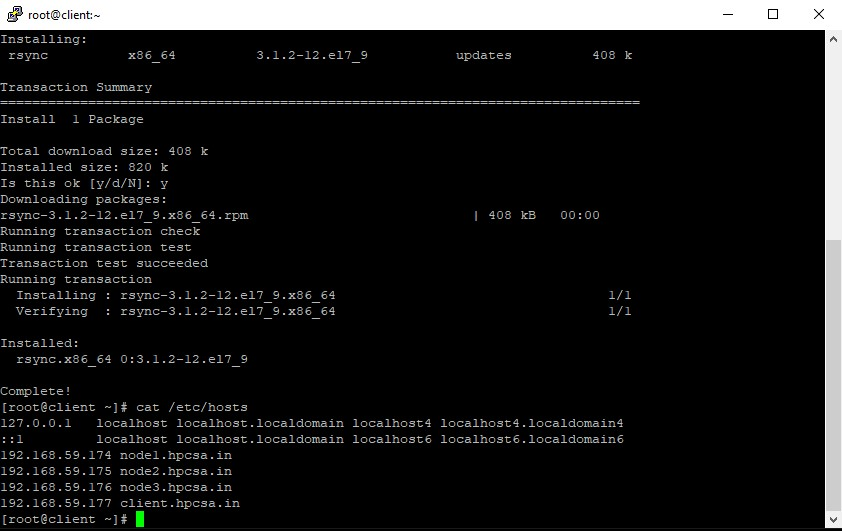 root@client:~
Installing:
 rsync          x86_64          3.1.2-12.el7_9          updates          408 k
Transaction Summary
================================================================================
Install  1 Package
Total download size: 408 k
Installed size: 820 k
Is this ok [y/d/N]: y
Downloading packages:
rsync-3.1.2-12.el7_9.x86_64.rpm                            | 408 kB   00:00
Running transaction check
Running transaction test
Transaction test succeeded
Running transaction
  Installing : rsync-3.1.2-12.el7_9.x86_64                                  1/1
  Verifying  : rsync-3.1.2-12.el7_9.x86_64                                  1/1
Installed:
  rsync.x86_64 0:3.1.2-12.el7_9
Complete!
[root@client ~]# cat /etc/hosts
127.0.0.1   localhost localhost.localdomain localhost4 localhost4.localdomain4
::1         localhost localhost.localdomain localhost6 localhost6.localdomain6
192.168.59.174 node1.hpcsa.in
192.168.59.175 node2.hpcsa.in
192.168.59.176 node3.hpcsa.in
192.168.59.177 client.hpcsa.in
[root@client ~]#